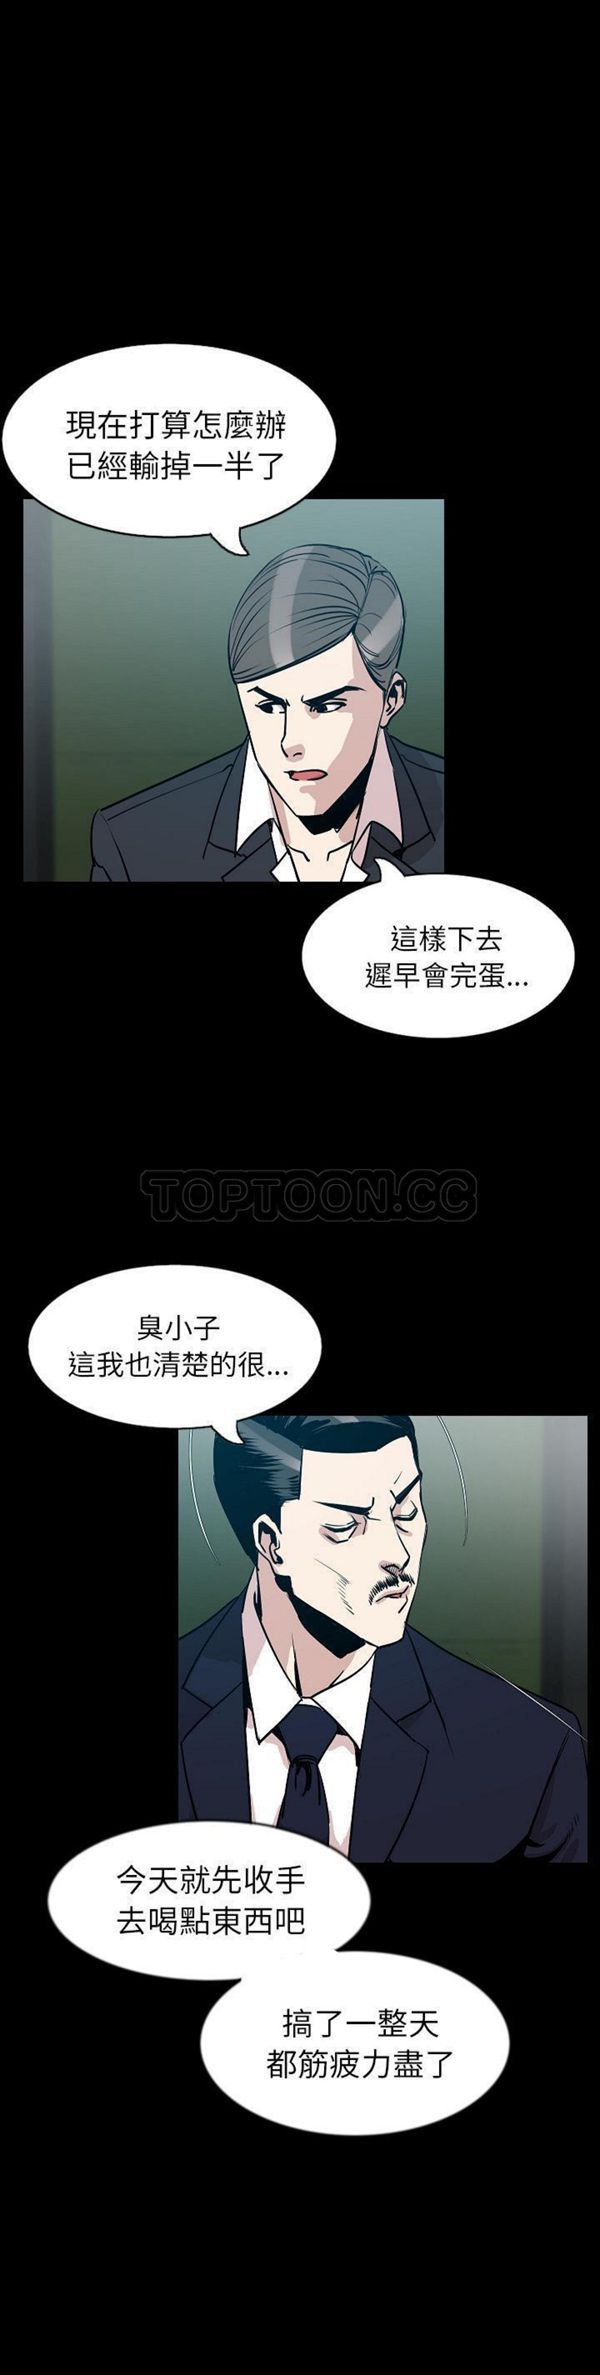 現在打算怎麼辦
已經輸掉一半了
這樣下去
遲早會完蛋...
TOPTOON.CC
臭小子
這我也清楚的很...
今天就先收手
去喝點東西吧
搞了一整天
都筋疲力盡了